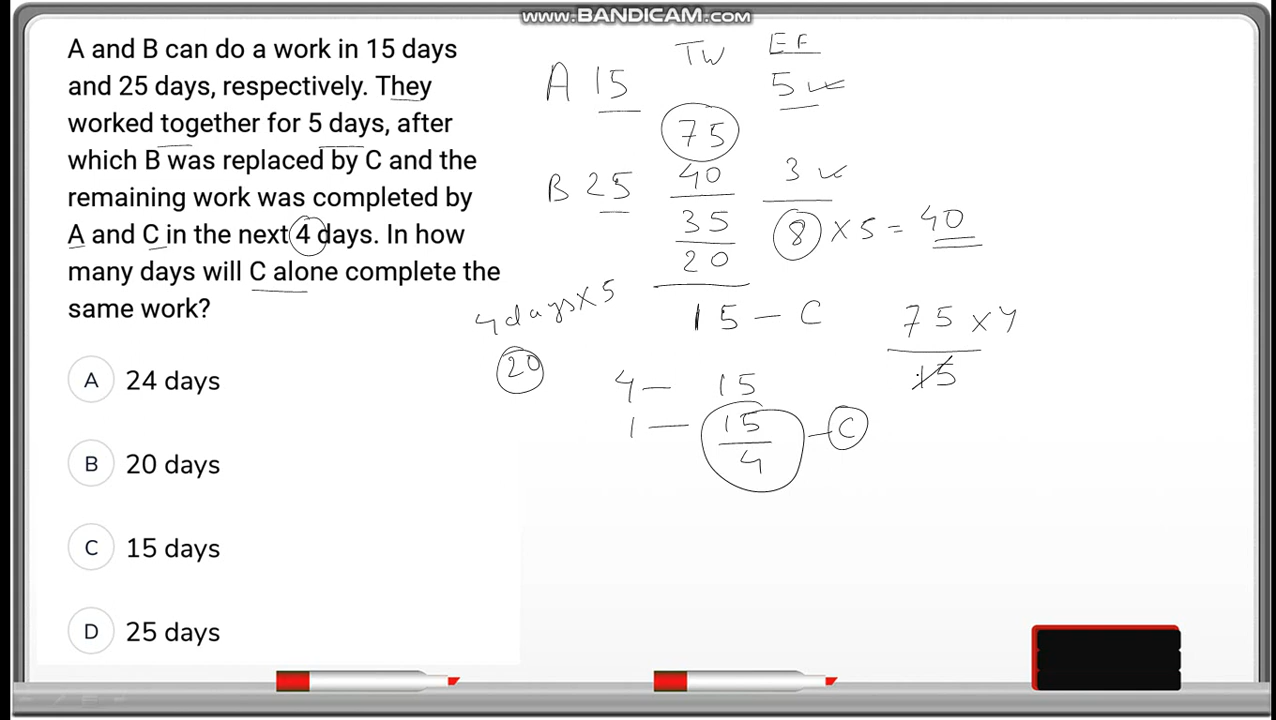 www.BANDICAM.com
A and B can do a work in 15 days
and 25 days, respectively. They
worked together for 5 days, after
which B was replaced by C and the
remaining work was completed by
A and C in the next 4 days. In how
many days will C alone complete the
same work?
A 24 days
B 20 days
C 15 days
D 25 days
TW EF
A 15 5
75
B 25 40 3
35 8 × 5 = 40
20
4 days × 5
20
15 – C
75 × 4
15
4 – 15
1 – 15
4
– C